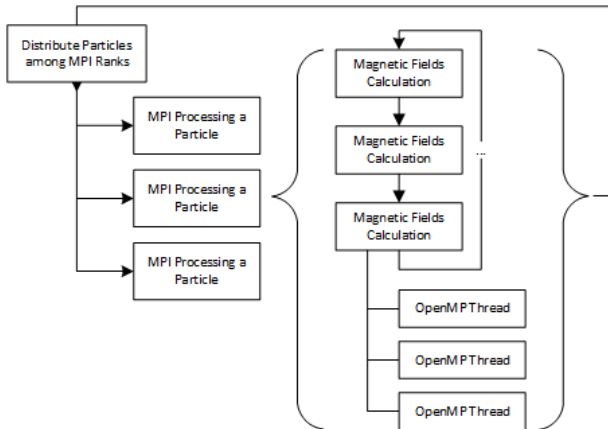 Distribute Particles
among MPI Ranks
MPI Processing a
Particle
MPI Processing a
Particle
MPI Processing a
Particle
Magnetic Fields
Calculation
Magnetic Fields
Calculation
...
Magnetic Fields
Calculation
OpenMPThread
OpenMPThread
OpenMPThread